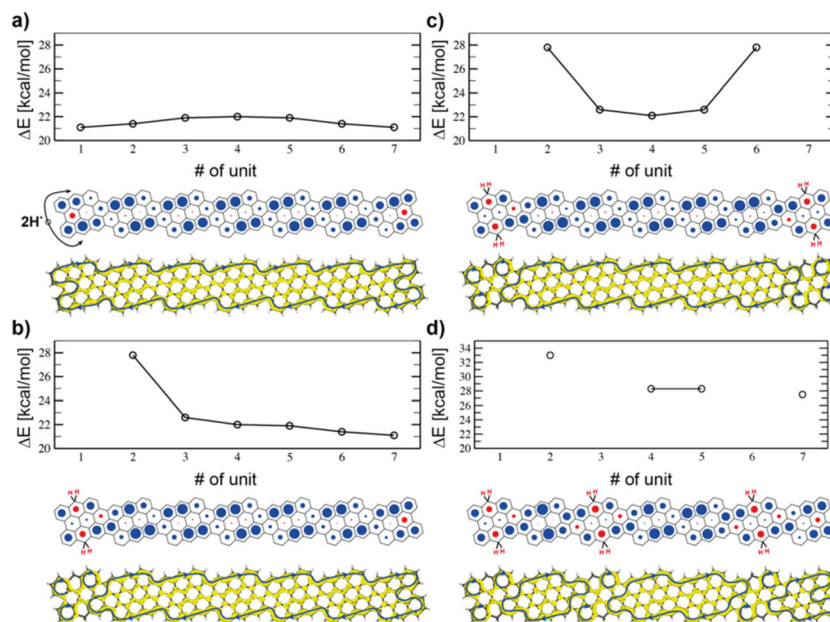 a)
ΔE [kcal/mol]
28
26
24
22
20
1 2 3 4 5 6 7
# of unit
2H·
b)
ΔE [kcal/mol]
28
26
24
22
20
1 2 3 4 5 6 7
# of unit
H H
H H
c)
ΔE [kcal/mol]
28
26
24
22
20
1 2 3 4 5 6 7
# of unit
H H H H
H H H H
d)
ΔE [kcal/mol]
34
32
30
28
26
24
22
20
1 2 3 4 5 6 7
# of unit
H H H H H H
H H H H H H